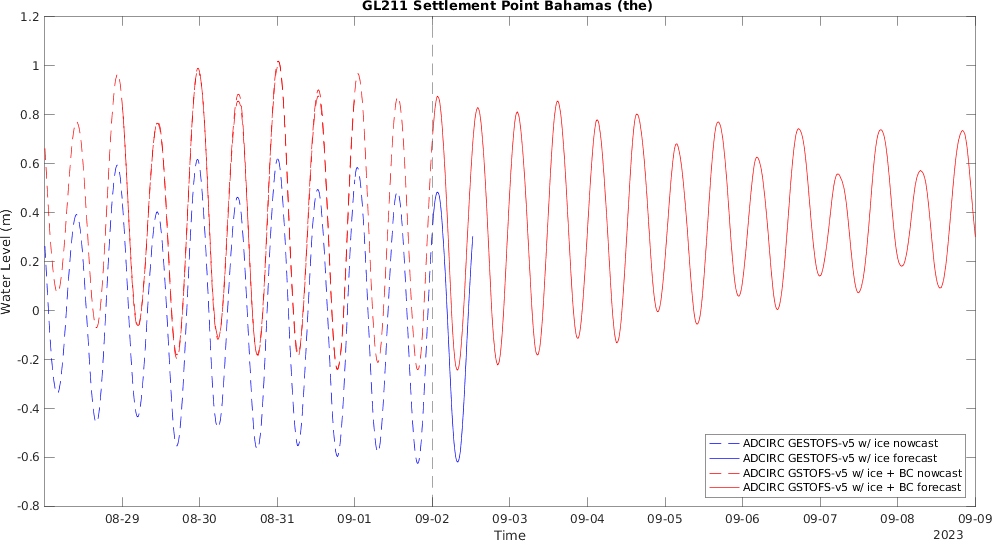 GL211 Settlement Point Bahamas (the)
1.2
1
0.8
0.6
0.4
0.2
0
-0.2
-0.4
-0.6
-0.8
Water Level (m)
ADCIRC GESTOFS-v5 w/ ice nowcast
ADCIRC GESTOFS-v5 w/ ice forecast
ADCIRC GSTOFS-v5 w/ ice + BC nowcast
ADCIRC GSTOFS-v5 w/ ice + BC forecast
08-29 08-30 08-31 09-01 09-02 09-03 09-04 09-05 09-06 09-07 09-08 09-09
Time
2023